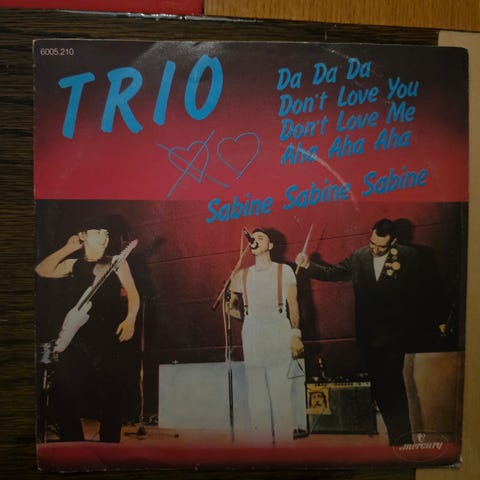 6005.210
TRIO
Da Da Da
Don't Love You
Don't Love Me
Aha Aha Aha
Sabine Sabine Sabine
mercury